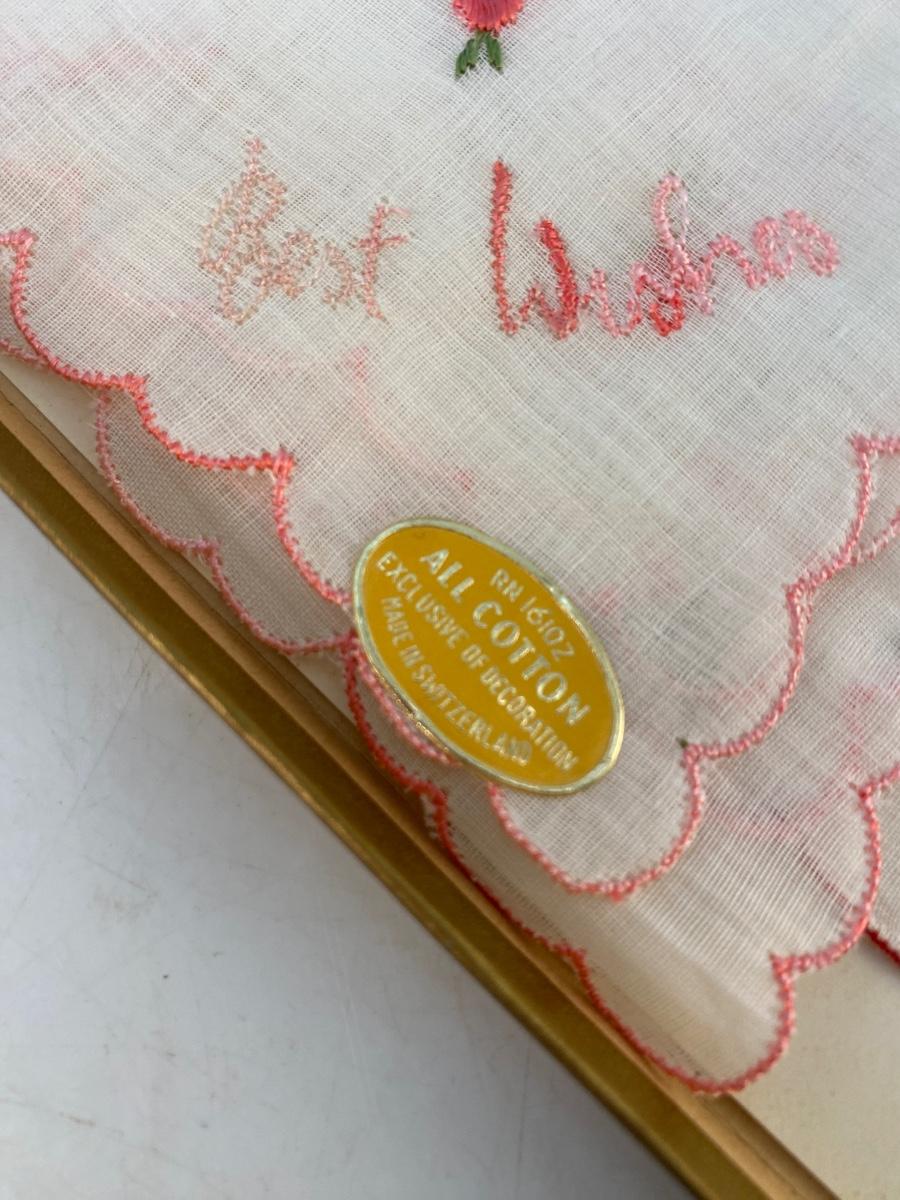 Best Wishes
RN 16102
ALL COTTON
EXCLUSIVE OF DECORATION
MADE IN SWITZERLAND